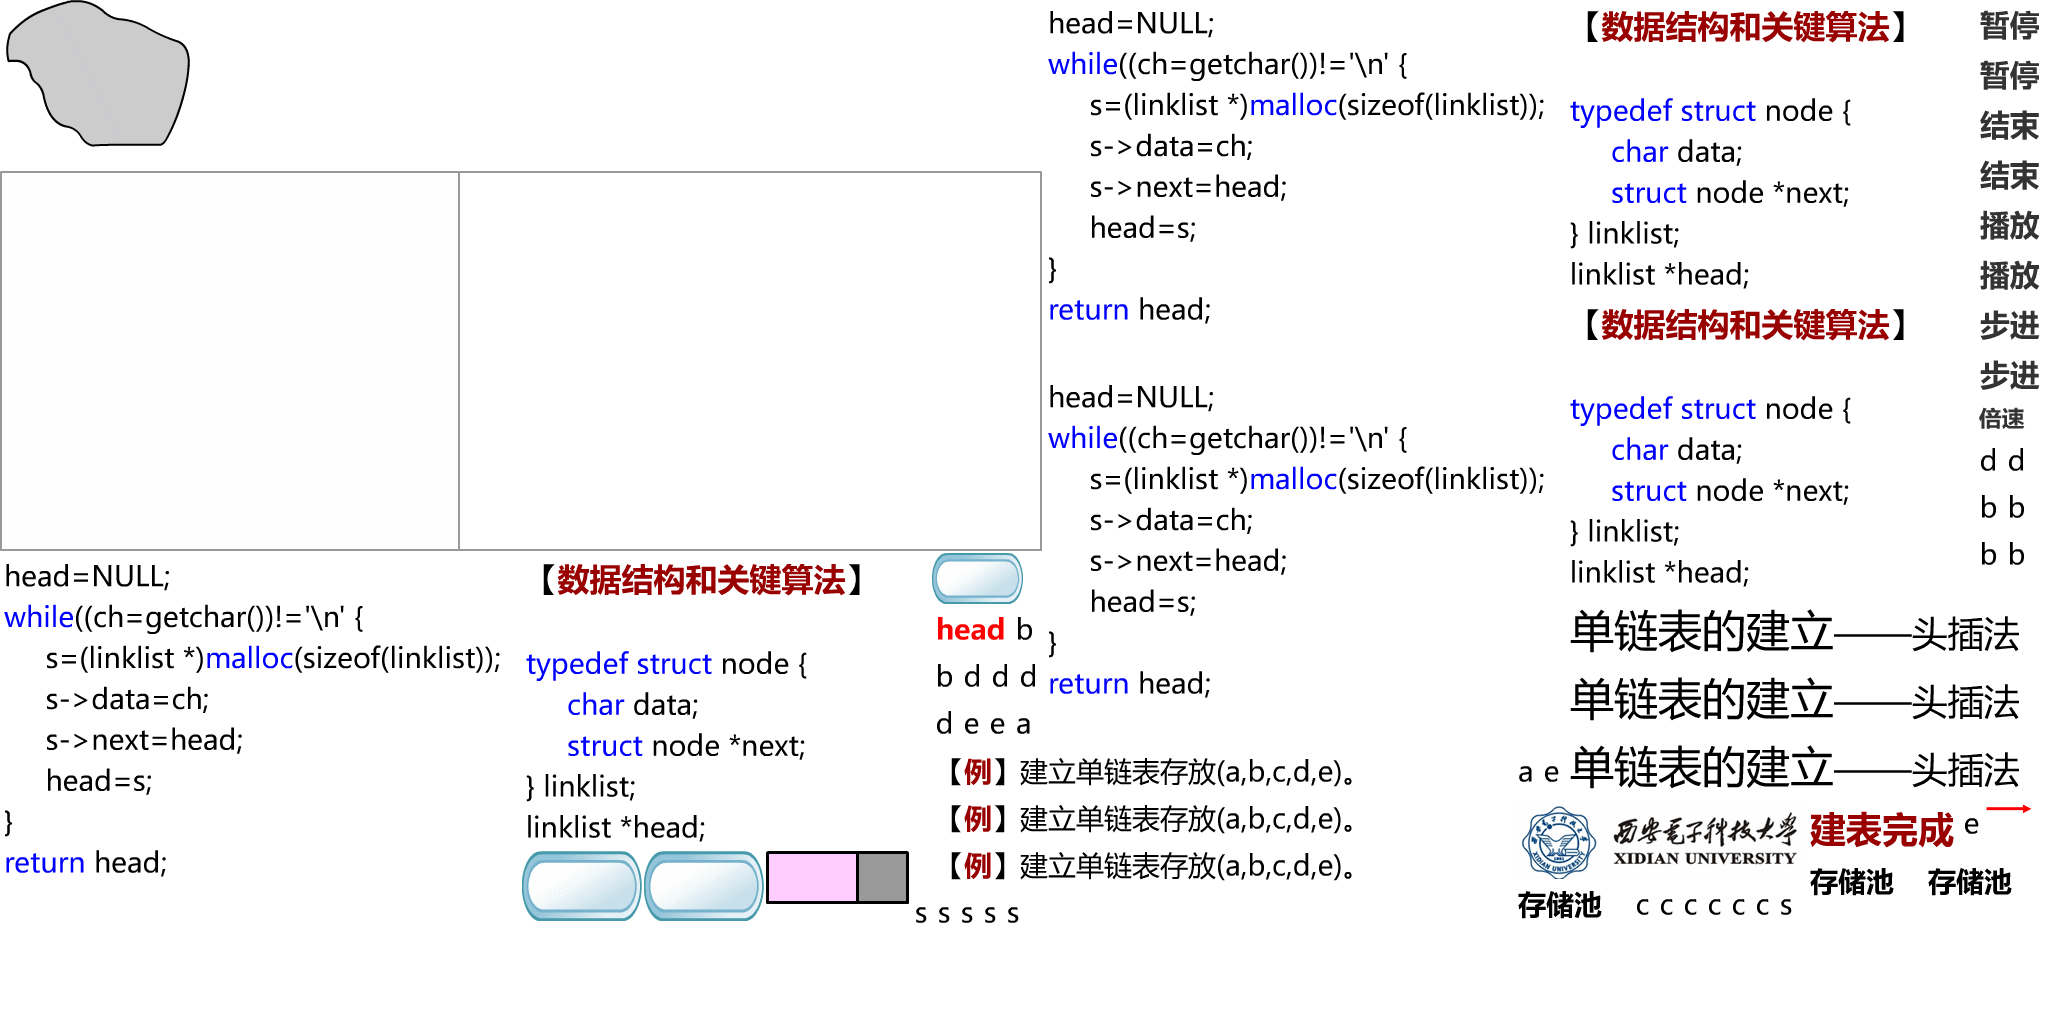 head=NULL;
while((ch=getchar())!='\n' {
s=(linklist *)malloc(sizeof(linklist));
s->data=ch;
s->next=head;
head=s;
}
return head;
head=NULL;
while((ch=getchar())!='\n' {
s=(linklist *)malloc(sizeof(linklist));
s->data=ch;
s->next=head;
head=s;
}
return head;
【数据结构和关键算法】
typedef struct node {
char data;
struct node *next;
} linklist;
linklist *head;
【数据结构和关键算法】
typedef struct node {
char data;
struct node *next;
} linklist;
linklist *head;
暂停
暂停
结束
结束
播放
播放
步进
步进
倍速
d d
b b
b b
head=NULL;
while((ch=getchar())!='\n' {
s=(linklist *)malloc(sizeof(linklist));
s->data=ch;
s->next=head;
head=s;
}
return head;
【数据结构和关键算法】
typedef struct node {
char data;
struct node *next;
} linklist;
linklist *head;
head b
b d d d
d e e a
【例】建立单链表存放(a,b,c,d,e)。
【例】建立单链表存放(a,b,c,d,e)。
【例】建立单链表存放(a,b,c,d,e)。
s s s s s
单链表的建立——头插法
单链表的建立——头插法
a e 单链表的建立——头插法
西安电子科技大学
XIDIAN UNIVERSITY
建表完成 e
存储池 存储池
存储池 c c c c c c s